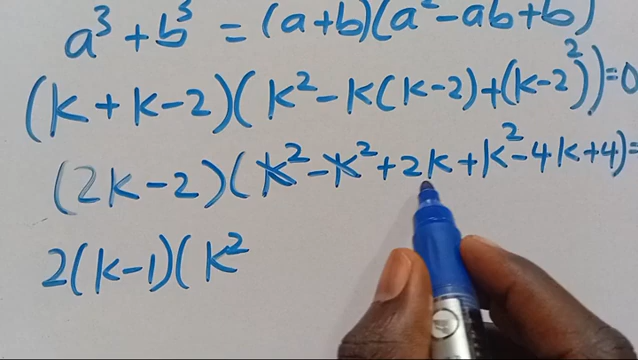 a³ + b³ = (a+b)(a² - ab + b)
(k + k - 2)(k² - k(k-2) + (k-2)²) = 0
(2k - 2)(k² - k² + 2k + k² - 4k + 4) =
2(k-1)(k²